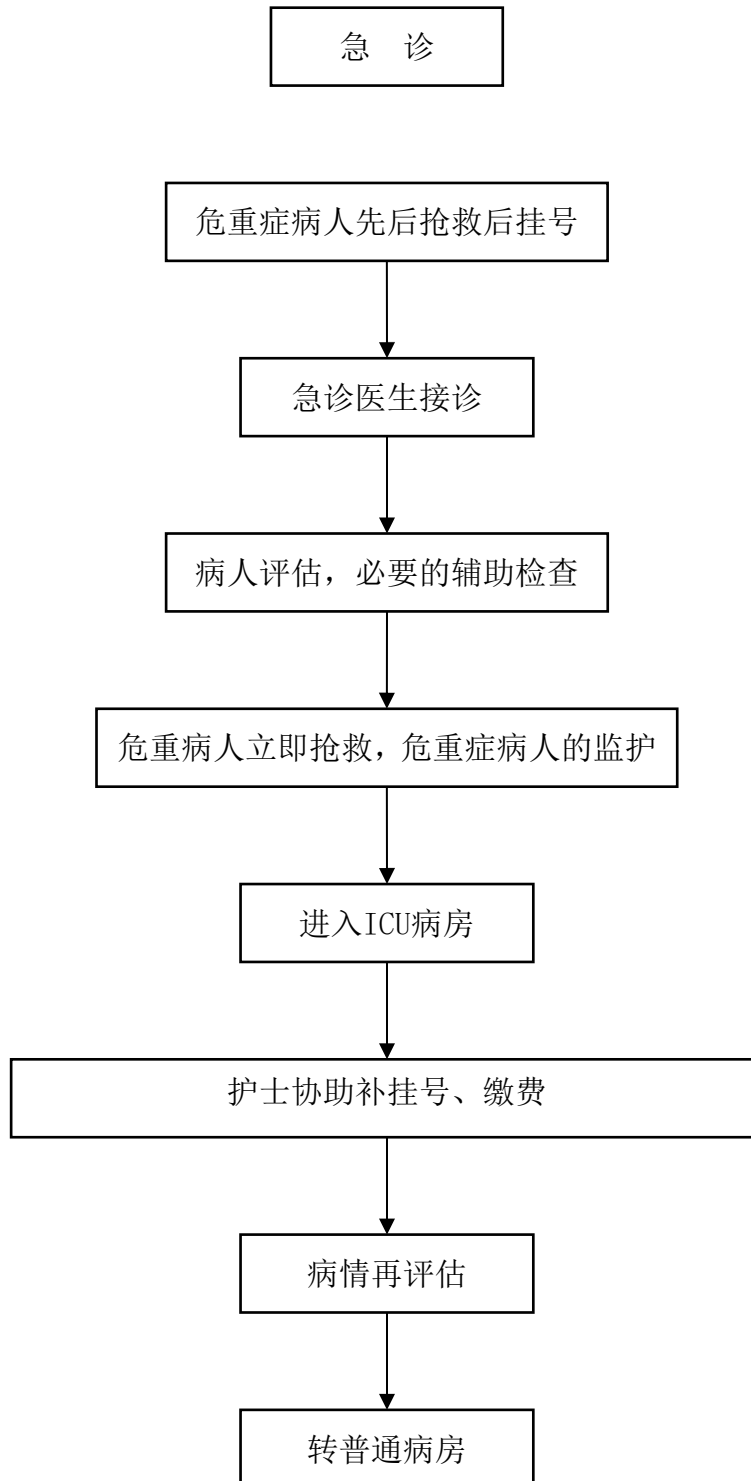 急 诊
危重症病人先后抢救后挂号
急诊医生接诊
病人评估，必要的辅助检查
危重病人立即抢救，危重症病人的监护
进入ICU病房
护士协助补挂号、缴费
病情再评估
转普通病房